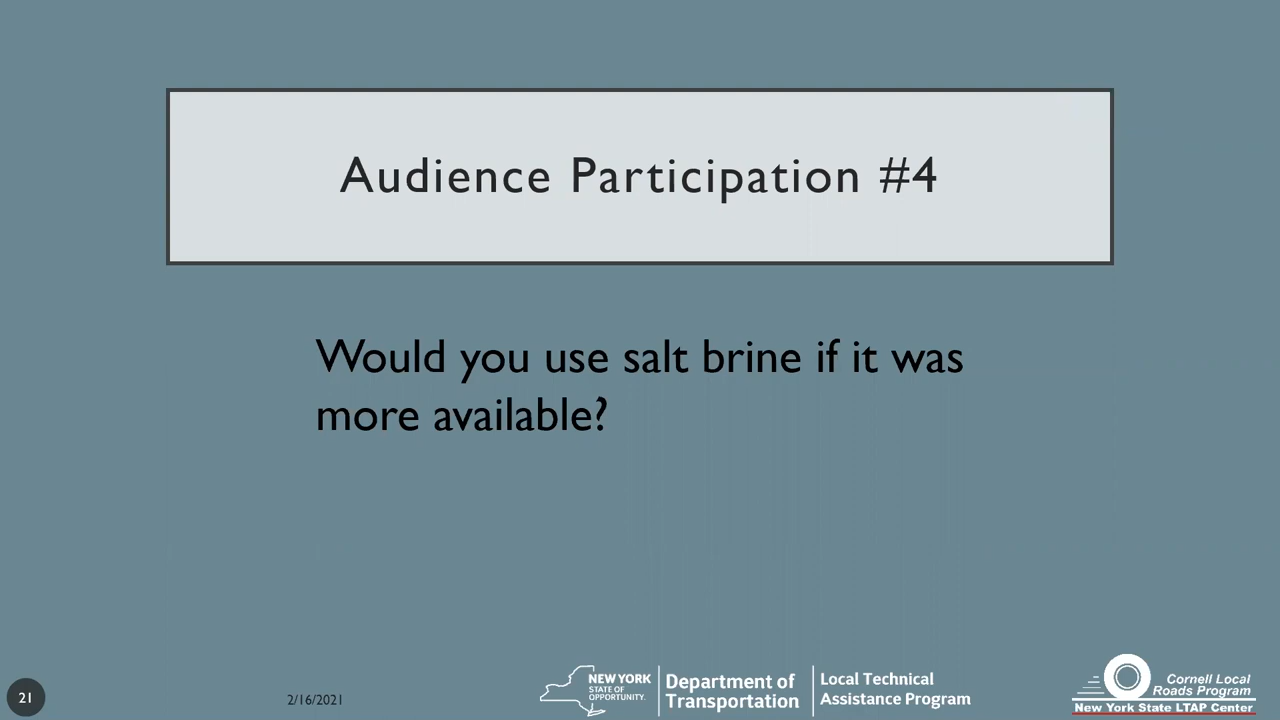 Audience Participation #4
Would you use salt brine if it was
more available?
21
2/16/2021
NEW YORK
STATE OF
OPPORTUNITY.
Department of
Transportation
Local Technical
Assistance Program
Cornell Local
Roads Program
New York State LTAP Center